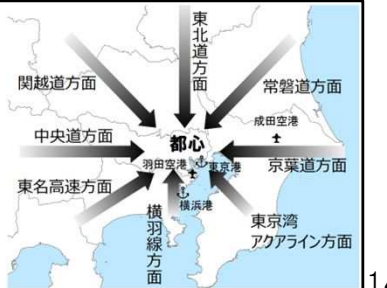 東北道方面
関越道方面
常磐道方面
成田空港
中央道方面
都心
羽田空港
東京港
京葉道方面
東名高速方面
横浜港
横羽線方面
東京湾
アクアライン方面